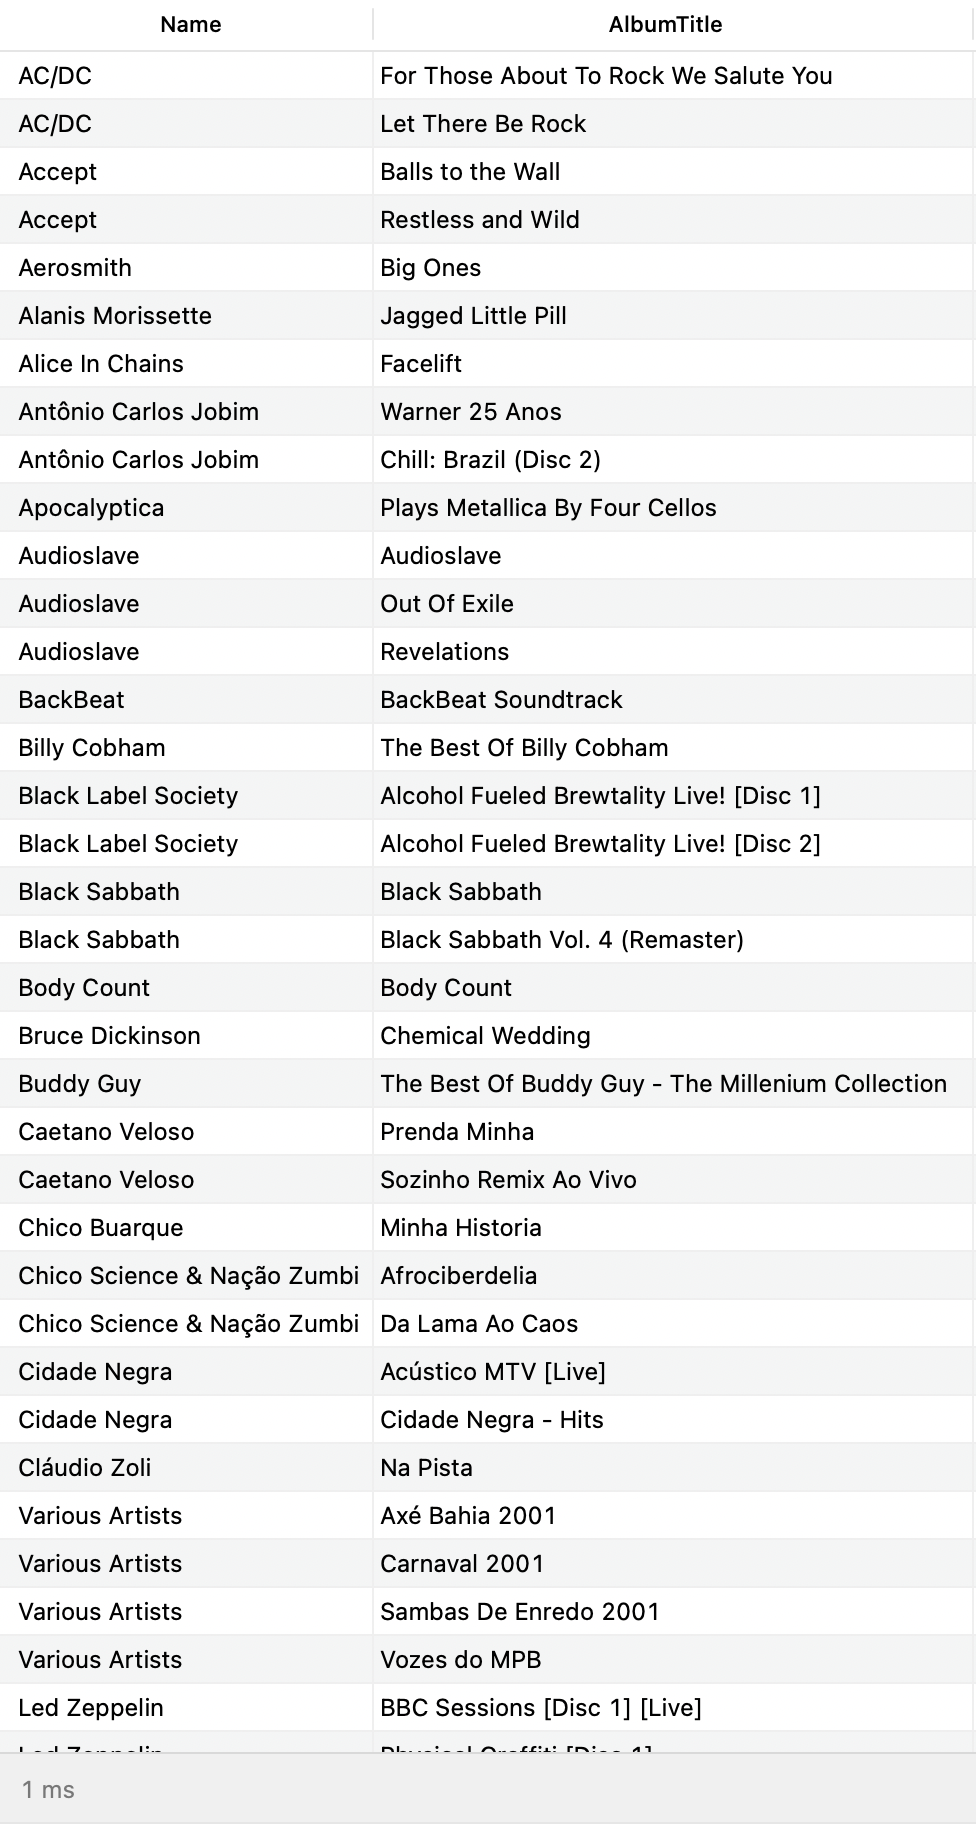 Name AlbumTitle
AC/DC For Those About To Rock We Salute You
AC/DC Let There Be Rock
Accept Balls to the Wall
Accept Restless and Wild
Aerosmith Big Ones
Alanis Morissette Jagged Little Pill
Alice In Chains Facelift
Antônio Carlos Jobim Warner 25 Anos
Antônio Carlos Jobim Chill: Brazil (Disc 2)
Apocalyptica Plays Metallica By Four Cellos
Audioslave Audioslave
Audioslave Out Of Exile
Audioslave Revelations
BackBeat BackBeat Soundtrack
Billy Cobham The Best Of Billy Cobham
Black Label Society Alcohol Fueled Brewtality Live! [Disc 1]
Black Label Society Alcohol Fueled Brewtality Live! [Disc 2]
Black Sabbath Black Sabbath
Black Sabbath Black Sabbath Vol. 4 (Remaster)
Body Count Body Count
Bruce Dickinson Chemical Wedding
Buddy Guy The Best Of Buddy Guy - The Millenium Collection
Caetano Veloso Prenda Minha
Caetano Veloso Sozinho Remix Ao Vivo
Chico Buarque Minha Historia
Chico Science & Nação Zumbi Afrociberdelia
Chico Science & Nação Zumbi Da Lama Ao Caos
Cidade Negra Acústico MTV [Live]
Cidade Negra Cidade Negra - Hits
Cláudio Zoli Na Pista
Various Artists Axé Bahia 2001
Various Artists Carnaval 2001
Various Artists Sambas De Enredo 2001
Various Artists Vozes do MPB
Led Zeppelin BBC Sessions [Disc 1] [Live]
Led Zeppelin Physical Graffiti [Disc 1]
1 ms